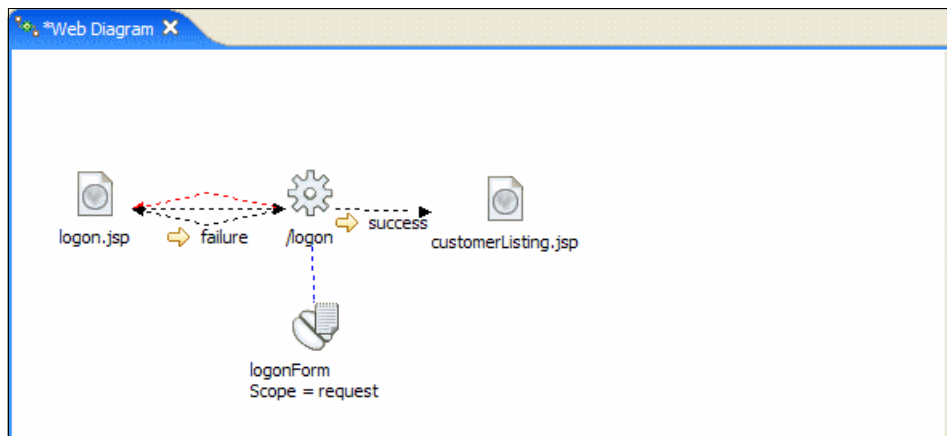 *Web Diagram
logon.jsp
failure
/logon
success
customerListing.jsp
logonForm
Scope = request